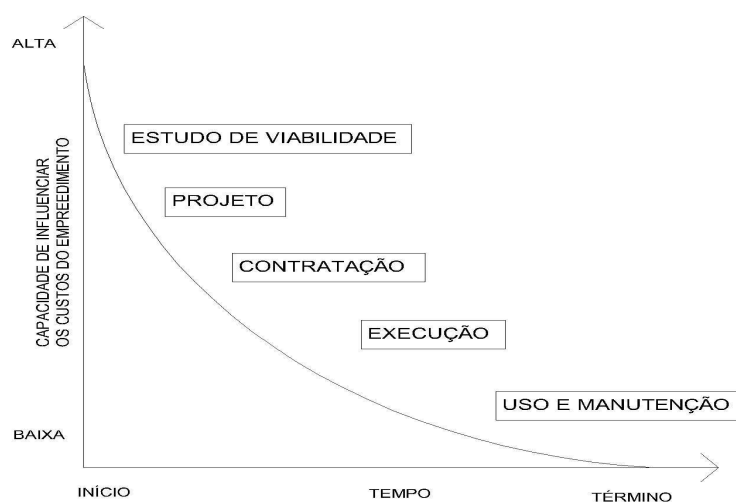 ALTA
ESTUDO DE VIABILIDADE
PROJETO
CONTRATAÇÃO
EXECUÇÃO
USO E MANUTENÇÃO
CAPACIDADE DE INFLUENCIAR
OS CUSTOS DO EMPREEDIMENTO
BAIXA
INÍCIO
TEMPO
TÉRMINO